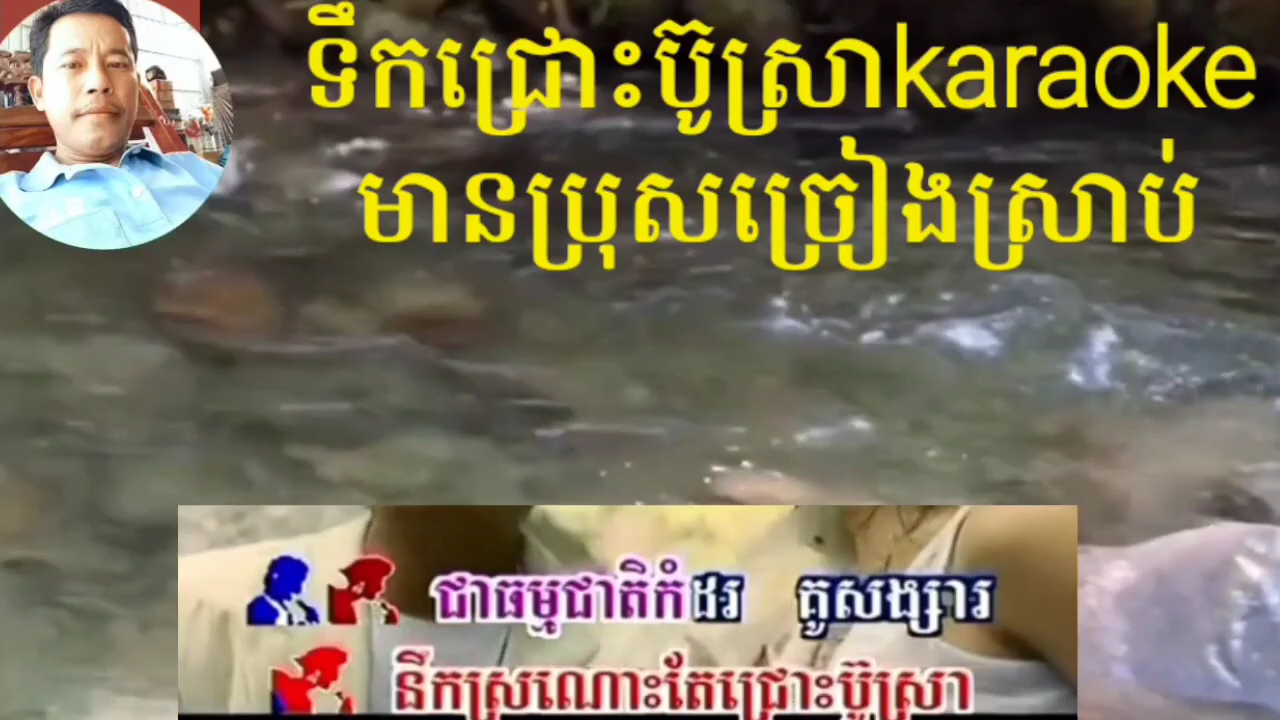 ទឹកជ្រោះប៊ូស្រាkaraoke
មានប្រុសច្រៀងស្រាប់
ជាធម្មជាតិកំដរ គូសង្សារ
នឹកស្រណោះតែជ្រោះប៊ូស្រា